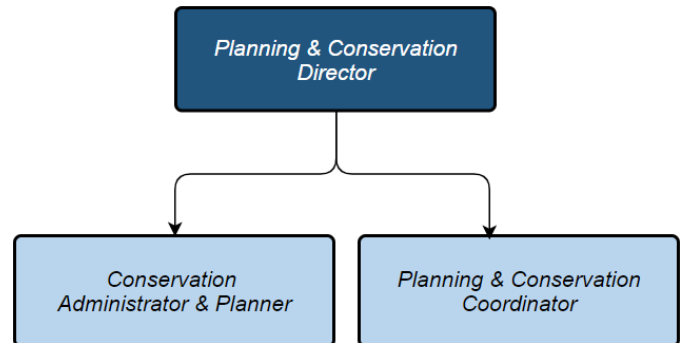 Planning & Conservation
Director
Conservation
Administrator & Planner
Planning & Conservation
Coordinator